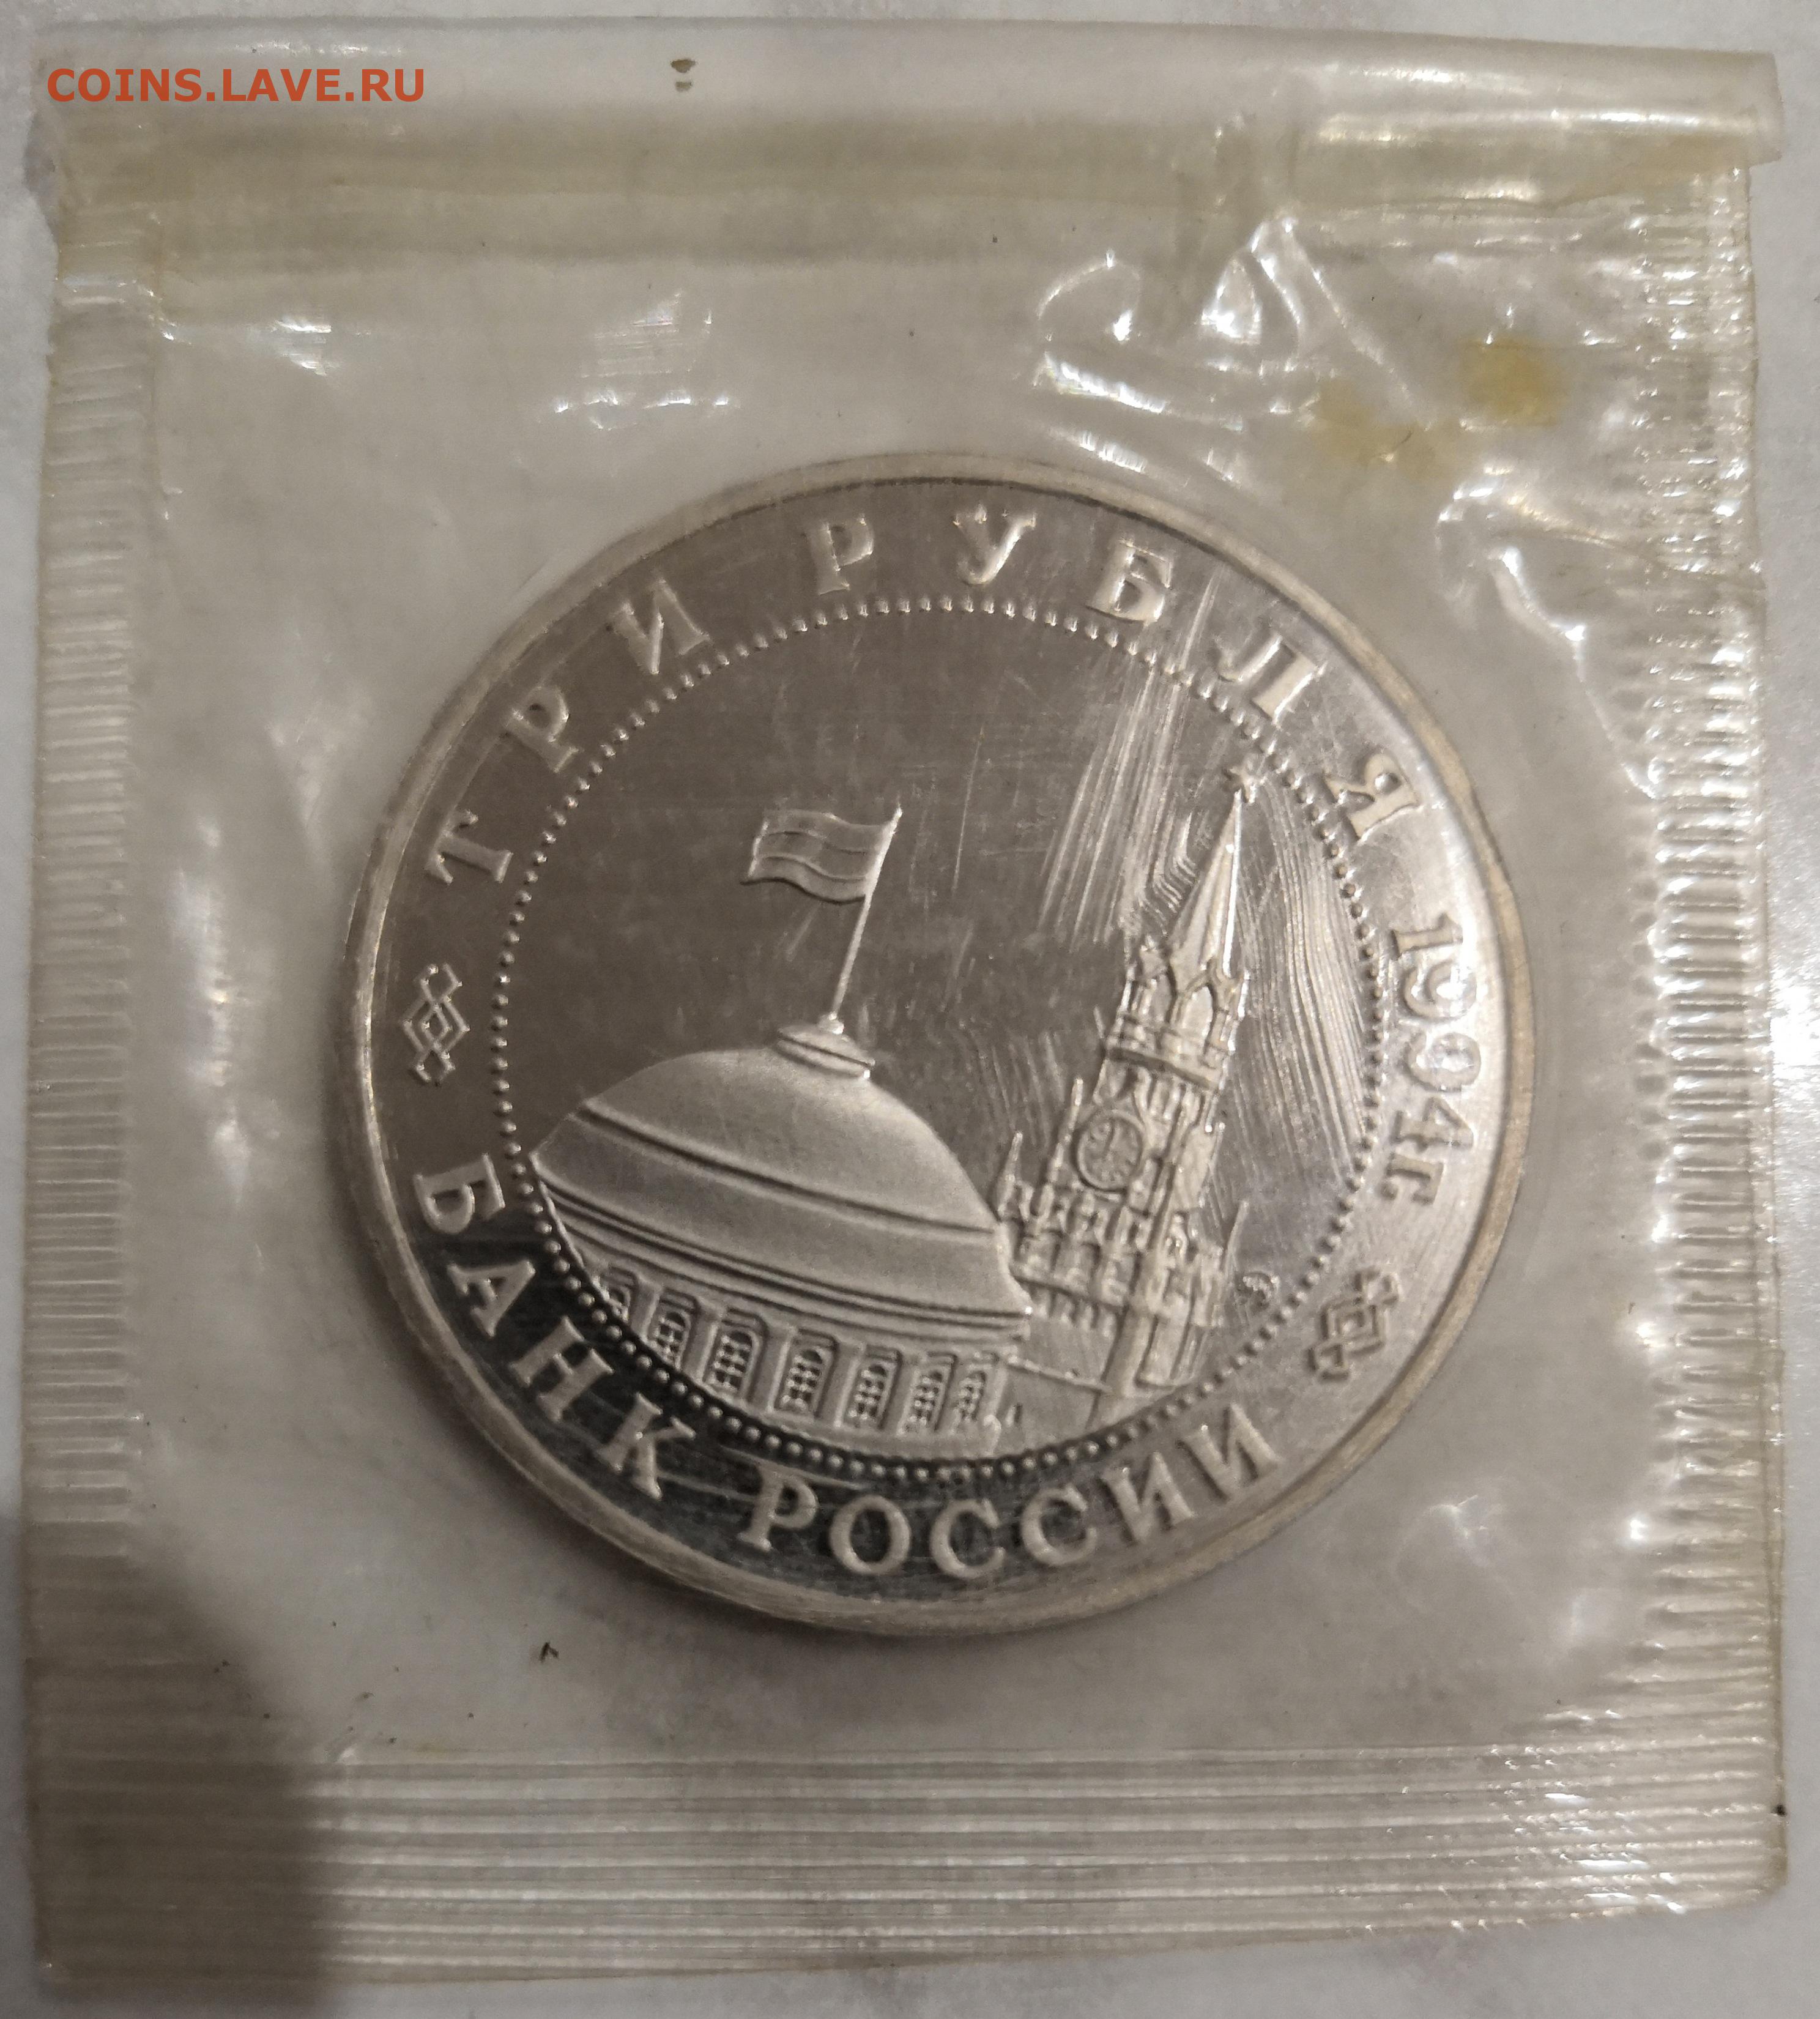 COINS.LAVE.RU
ТРИ РУБЛЯ 1994г.
БАНК РОССИИ